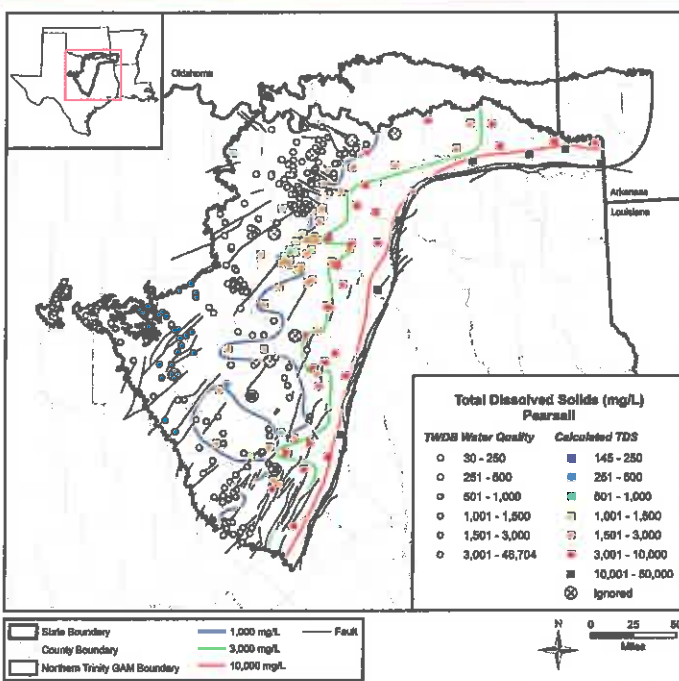 Oklahoma
Arkansas
Louisiana
Total Dissolved Solids (mg/L)
Pearsall
TWDB Water Quality Calculated TDS
30 - 250 145 - 250
251 - 500 251 - 500
501 - 1,000 501 - 1,000
1,001 - 1,500 1,001 - 1,500
1,501 - 3,000 1,501 - 3,000
3,001 - 46,704 3,001 - 10,000
10,001 - 50,000
Ignored
State Boundary 1,000 mg/L Fault
County Boundary 3,000 mg/L
Northern Trinity GAM Boundary 10,000 mg/L
N
0 25 50
Miles